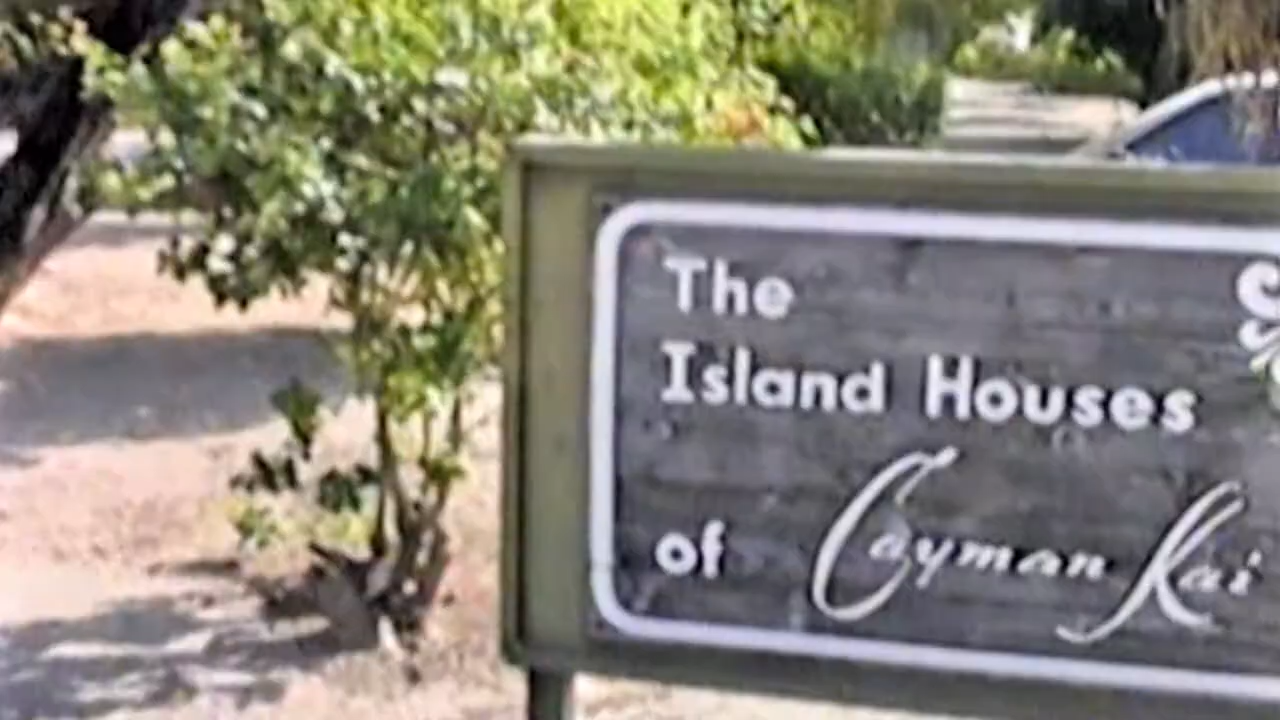 The
Island Houses
of Cayman Kai